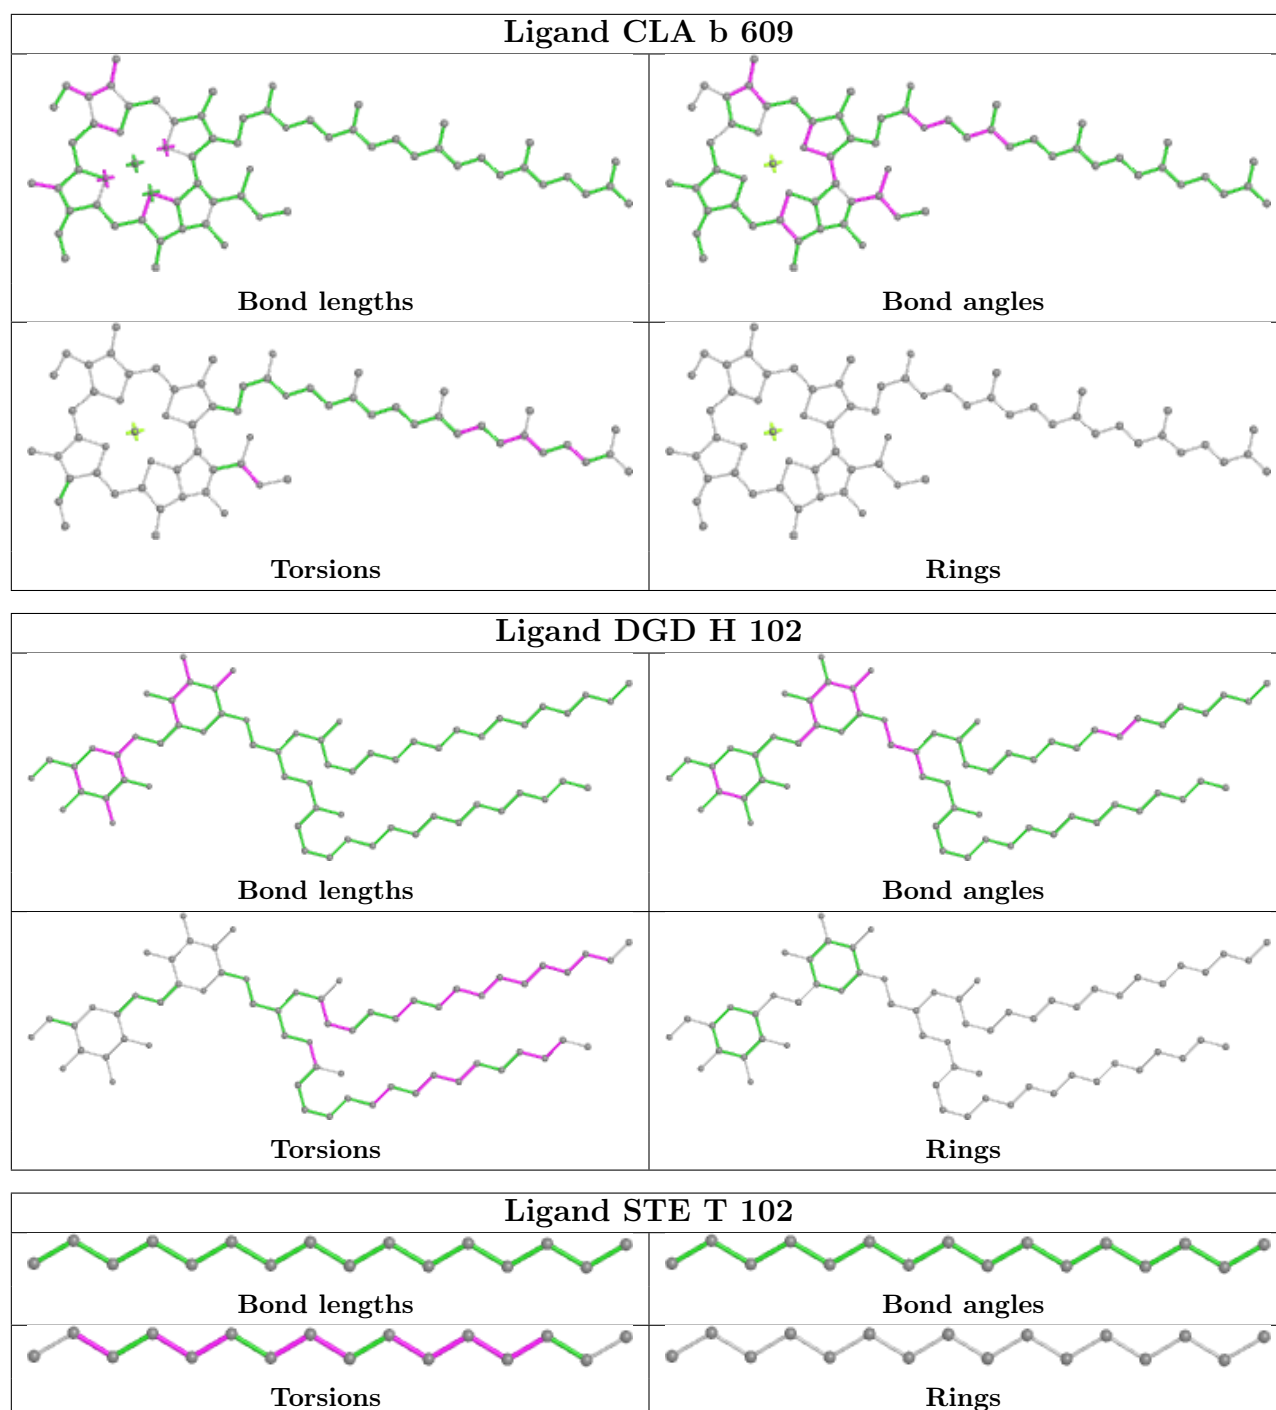 Ligand CLA b 609
Bond lengths
Bond angles
Torsions
Rings
Ligand DGD H 102
Bond lengths
Bond angles
Torsions
Rings
Ligand STE T 102
Bond lengths
Bond angles
Torsions
Rings